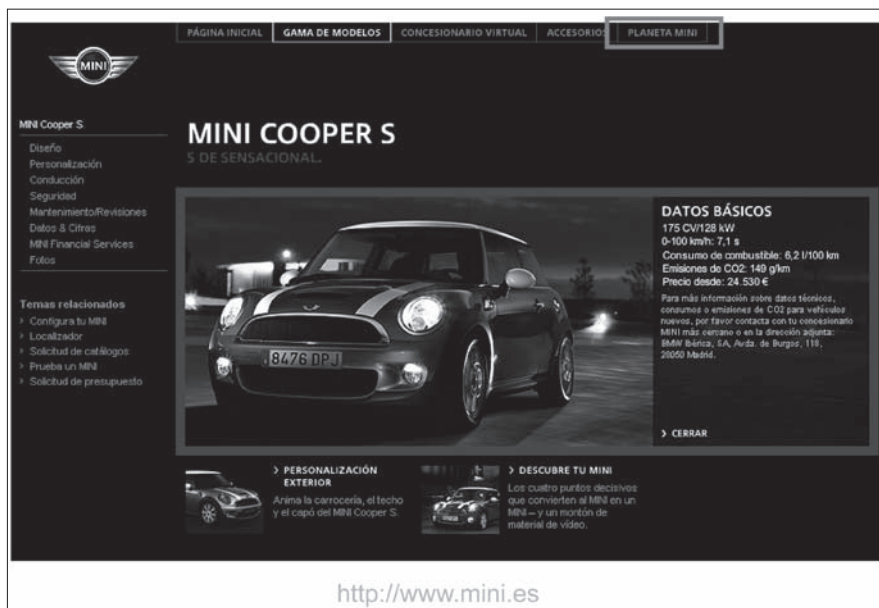 PÁGINA INICIAL
GAMA DE MODELOS
CONCESIONARIO VIRTUAL
ACCESORIOS
PLANETA MINI
MINI
MINI Cooper S
Diseño
Personalización
Conducción
Seguridad
Mantenimiento/Revisiones
Datos & Cifras
MINI Financial Services
Fotos
Temas relacionados
> Configura tu MINI
> Localizador
> Solicitud de catálogos
> Prueba un MINI
> Solicitud de presupuesto
MINI COOPER S
S DE SENSACIONAL.
8476 DPJ
DATOS BÁSICOS
175 CV/128 kW
0-100 km/h: 7,1 s
Consumo de combustible: 6,2 l/100 km
Emisiones de CO2: 149 g/km
Precio desde: 24.530 €
Para más información sobre datos técnicos,
consumos o emisiones de CO2 para vehículos
nuevos, por favor contacta con tu concesionario
MINI más cercano o en la dirección adjunta:
BMW Ibérica, SA, Avda. de Burgos, 118,
28050 Madrid.
> CERRAR
> PERSONALIZACIÓN
EXTERIOR
Anima la carrocería, el techo
y el capó del MINI Cooper S.
> DESCUBRE TU MINI
Los cuatro puntos decisivos
que convierten al MINI en un
MINI – y un montón de
material de vídeo.
http://www.mini.es